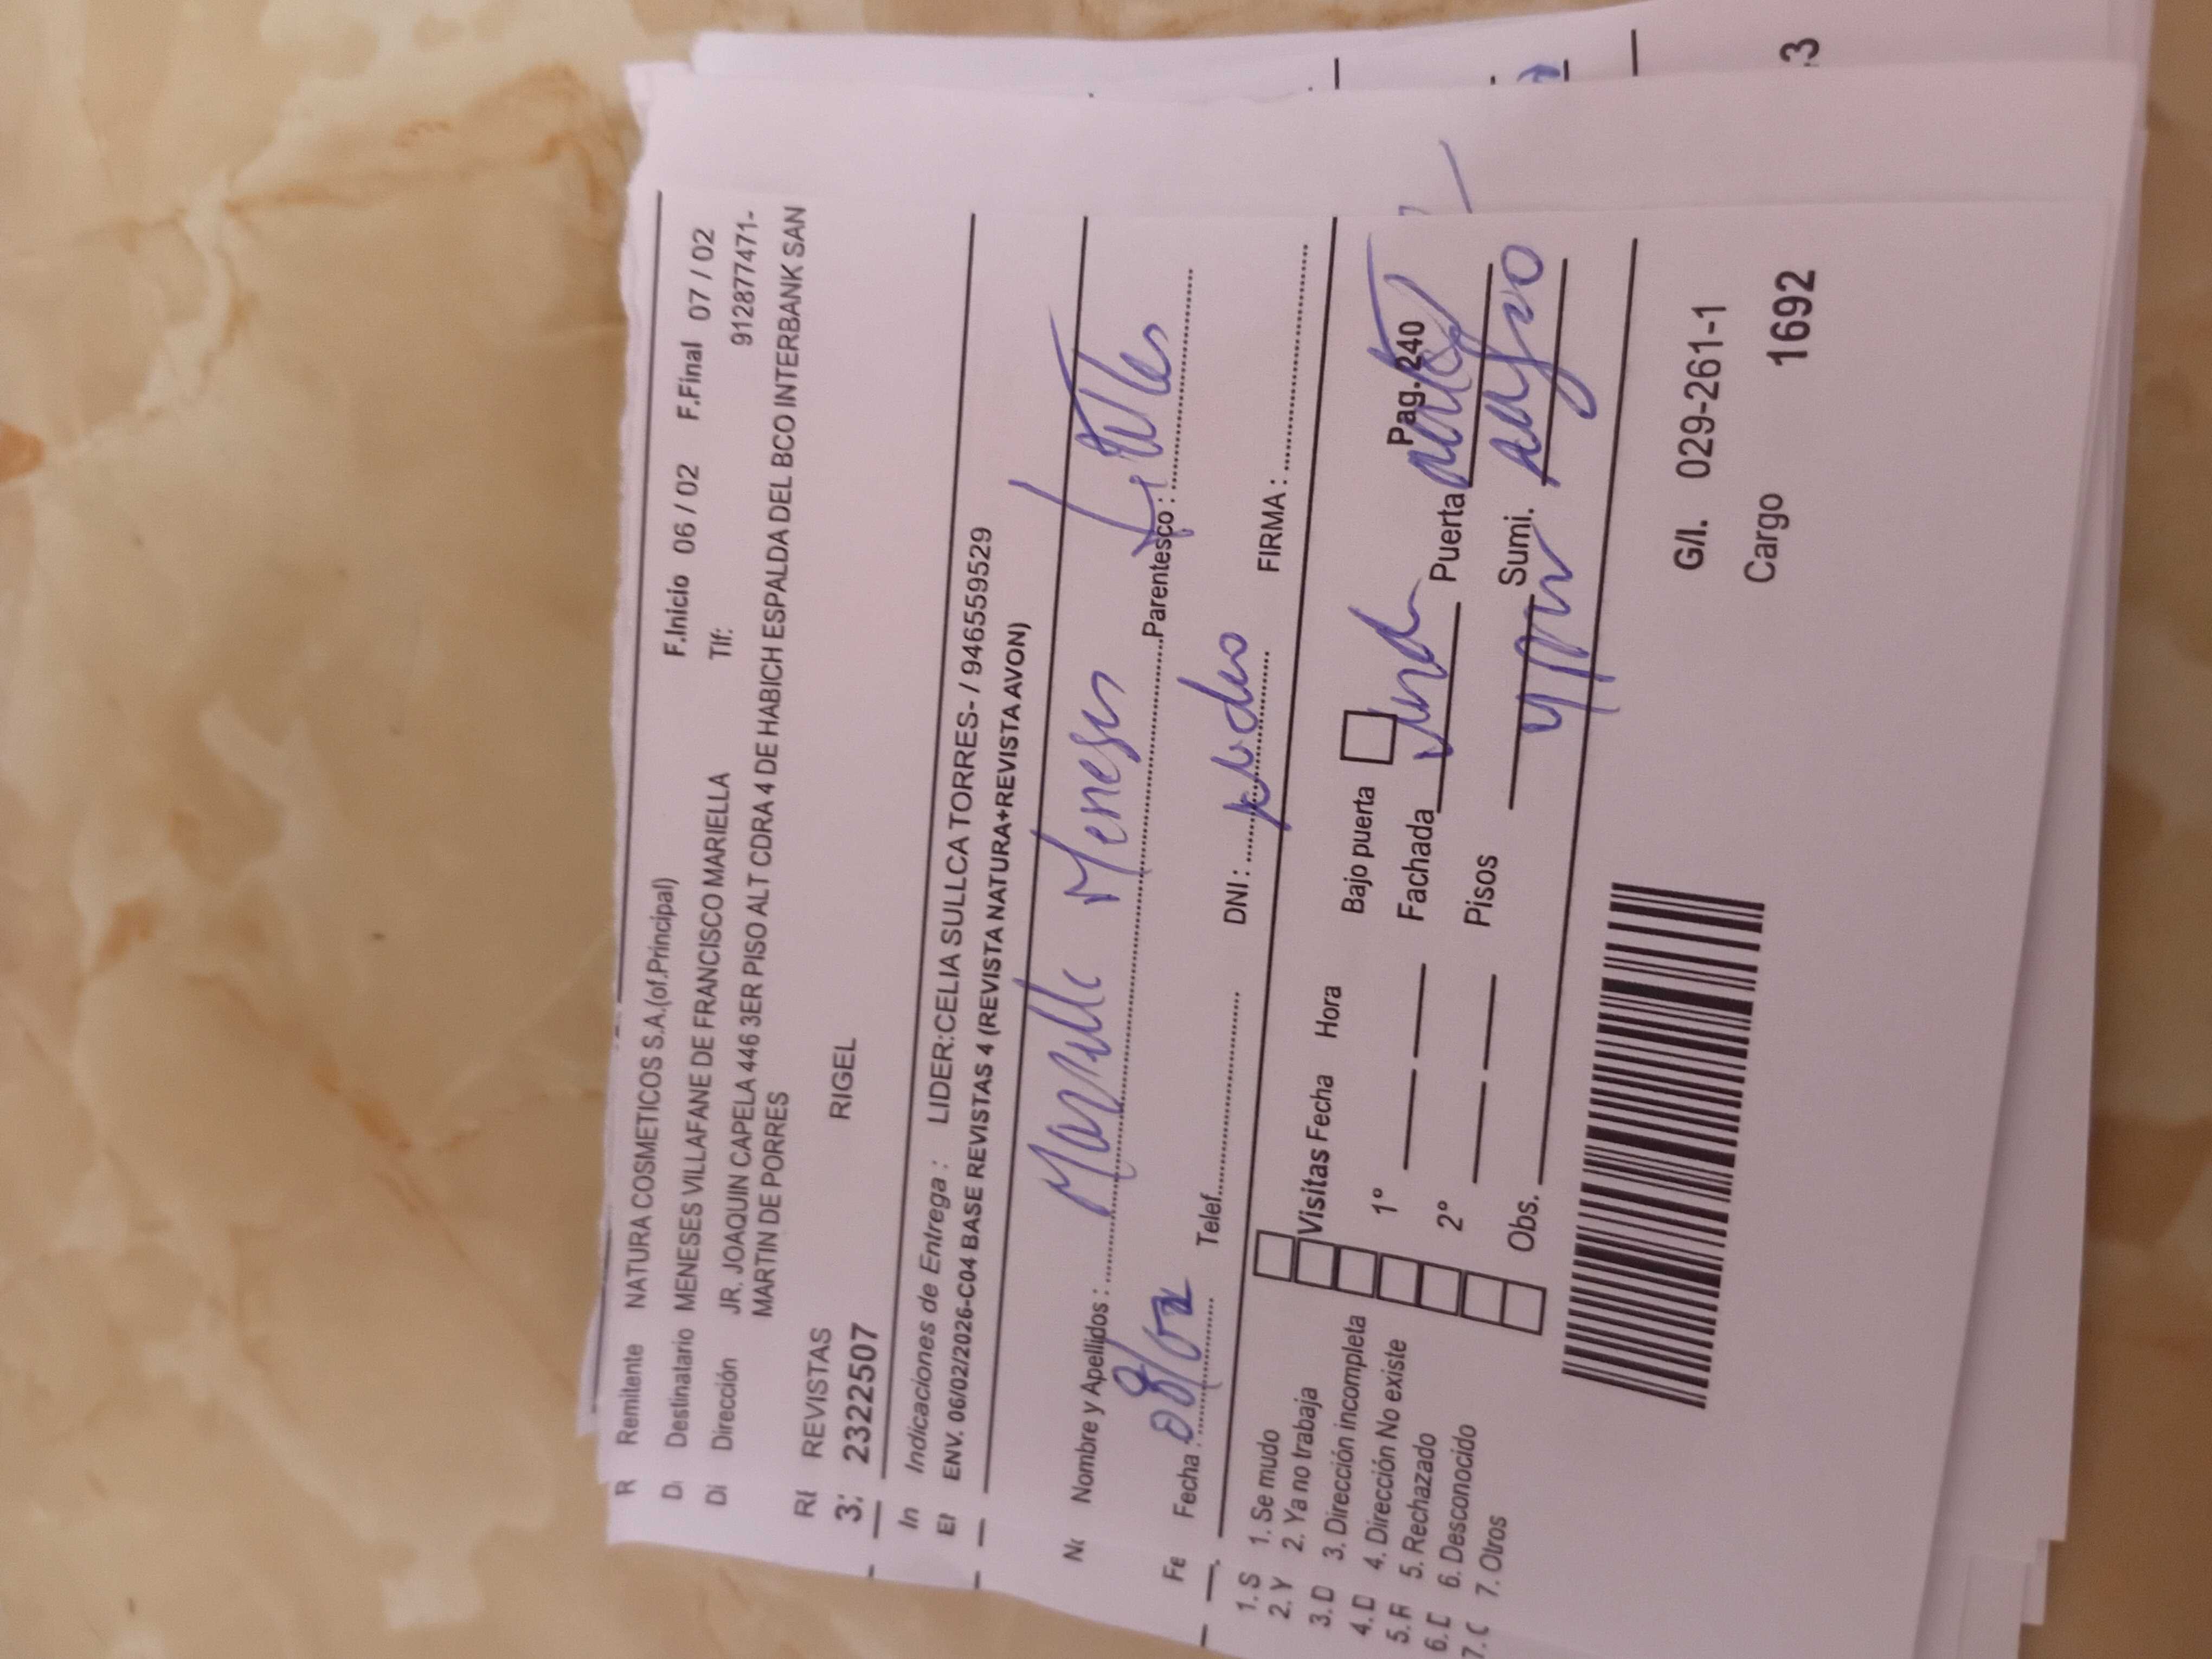 Remitente NATURA COSMETICOS S.A.(of.Principal)
F.Inicio 06 / 02 F.Final 07 / 02
Destinatario MENESES VILLAFANE DE FRANCISCO MARIELLA
Tlf: 912877471-
Dirección JR. JOAQUIN CAPELA 446 3ER PISO ALT CDRA 4 DE HABICH ESPALDA DEL BCO INTERBANK SAN
MARTIN DE PORRES
REVISTAS RIGEL
2322507
Indicaciones de Entrega : LIDER:CELIA SULLCA TORRES- / 946559529
ENV. 06/02/2026-C04 BASE REVISTAS 4 (REVISTA NATURA+REVISTA AVON)
Nombre y Apellidos : Meneses Parentesco : Titular
Fecha : 08/02 Telef. DNI : FIRMA :
1. Se mudo
2. Ya no trabaja
3. Dirección incompleta
4. Dirección No existe
5. Rechazado
6. Desconocido
7. Otros
Visitas Fecha Hora
1°
2°
Obs.
Bajo puerta Pag-240
Fachada Puerta
Pisos Sumi.
G/I. 029-261-1
Cargo 1692